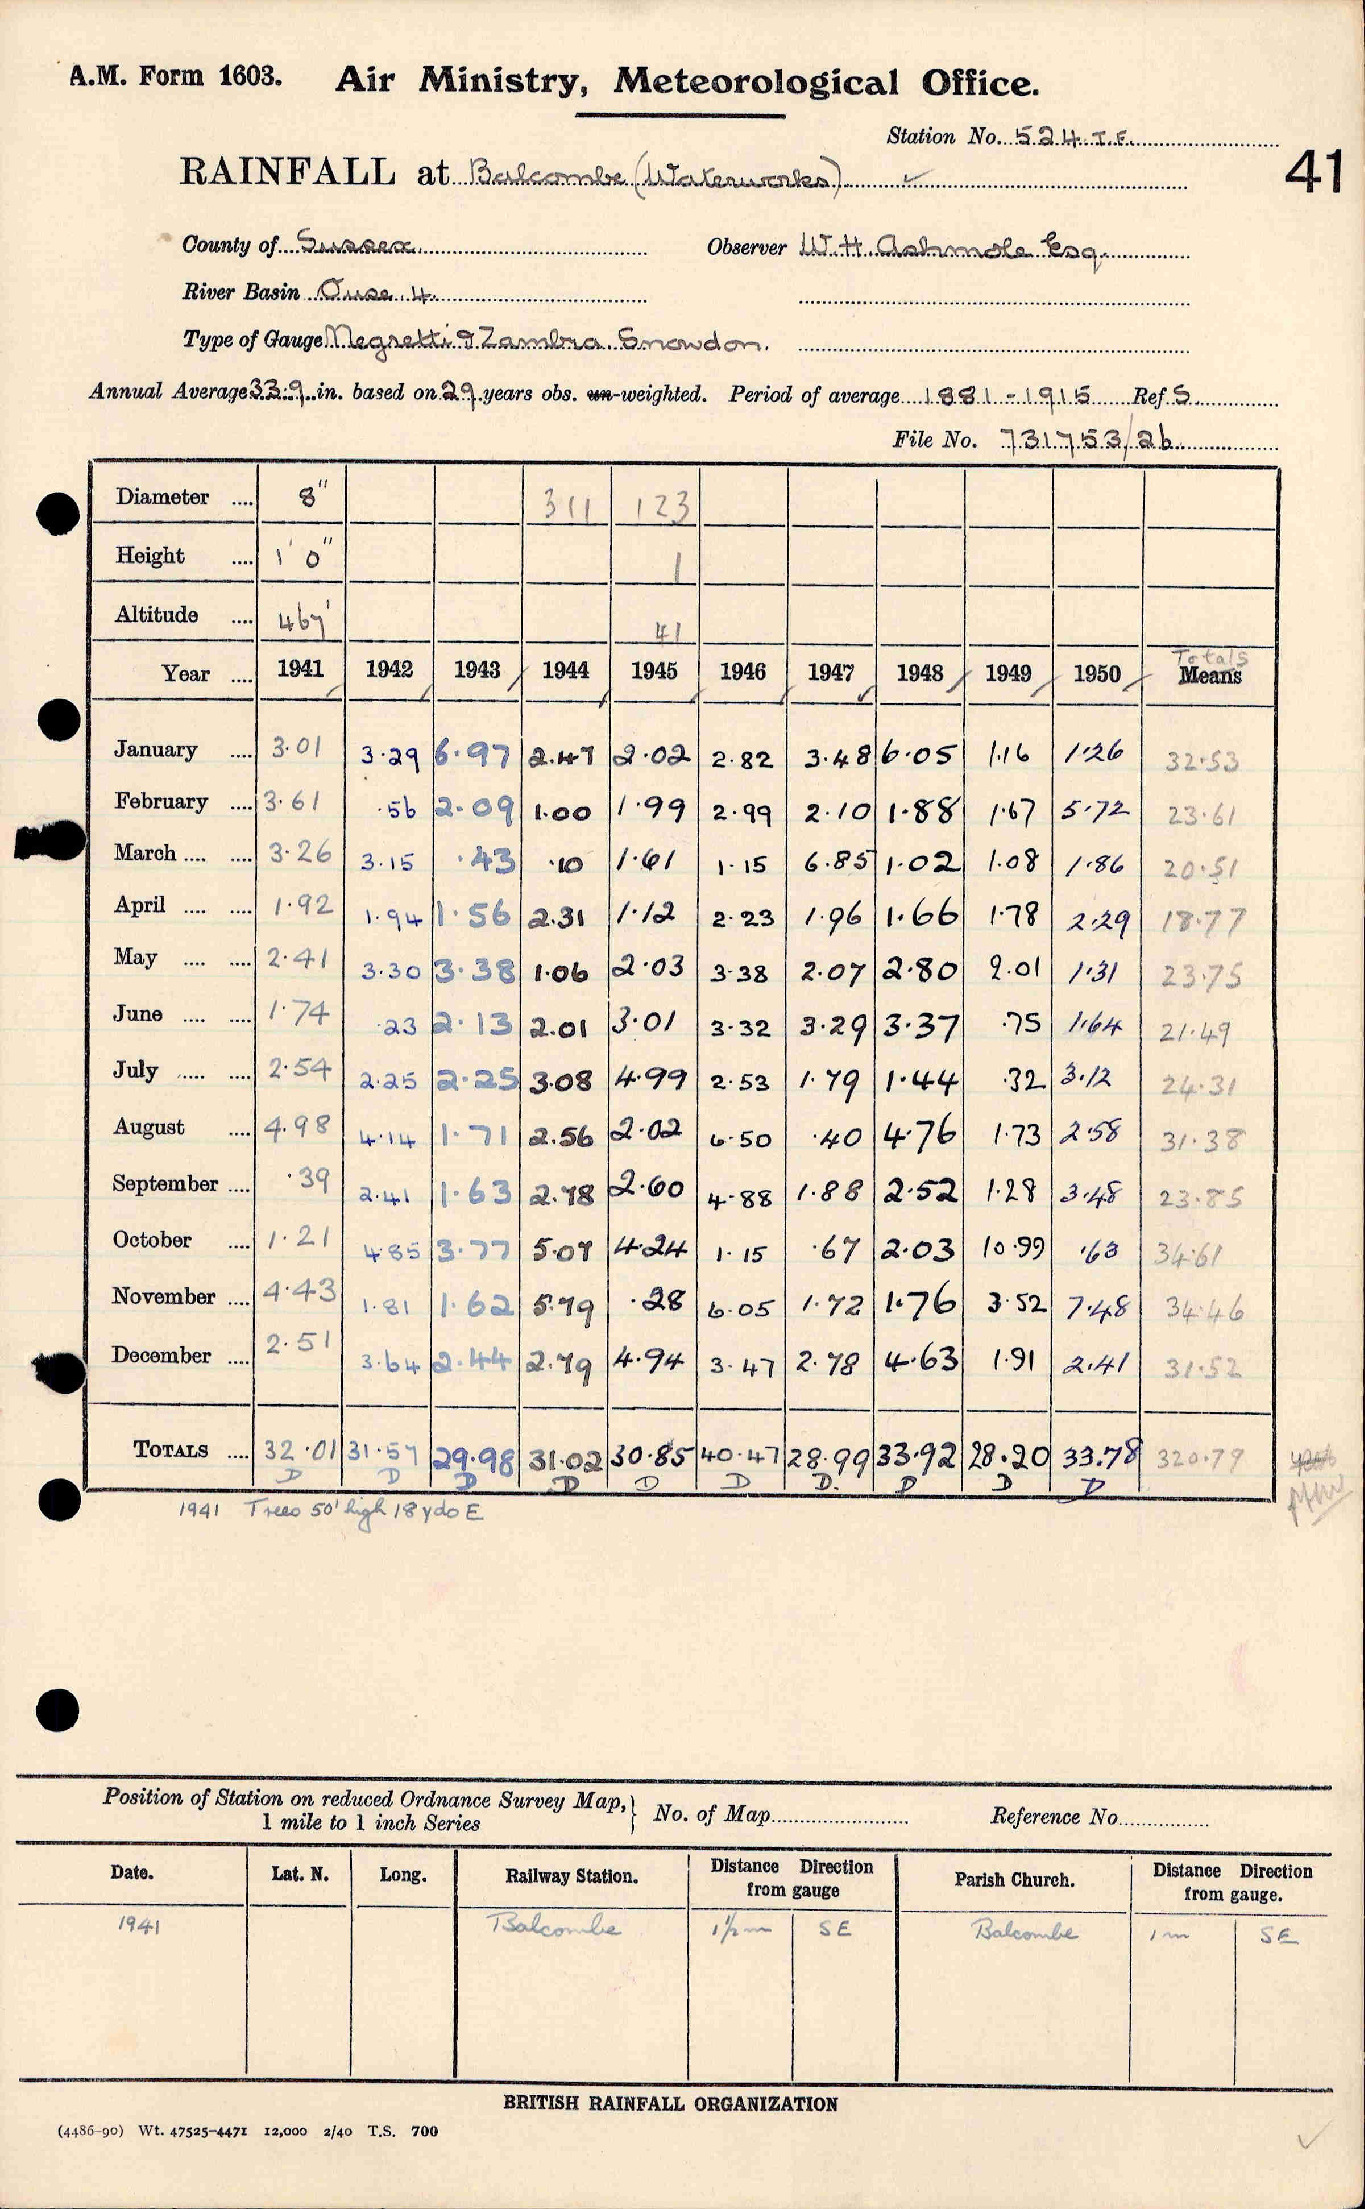 A.M. Form 1603. Air Ministry, Meteorological Office.
Station No. 524 T.F.
41
RAINFALL at Balcombe (Waterworks) ✓
County of Sussex Observer W.H. Ashmole Esq.
River Basin Ouse 4.
Type of Gauge Negretti & Zambra. Snowdon.
Annual Average 33.9 in. based on 29 years obs. un-weighted. Period of average 1881-1915 Ref S.
File No. 731753/26
Diameter .... 8" 311 123
Height .... 1' 0" 1
Altitude .... 467' 41
Totals
Year .... 1941 1942 1943 1944 1945 1946 1947 1948 1949 1950 Means
January .... 3.01 3.29 6.97 2.47 2.02 2.82 3.48 6.05 1.16 1.26 32.53
February .... 3.61 .56 2.09 1.00 1.99 2.99 2.10 1.88 1.67 5.72 23.61
March .... .... 3.26 3.15 .43 .10 1.61 1.15 6.85 1.02 1.08 1.86 20.51
April .... .... 1.92 1.94 1.56 2.31 1.12 2.23 1.96 1.66 1.78 2.29 18.77
May .... .... 2.41 3.30 3.38 1.06 2.03 3.38 2.07 2.80 2.01 1.31 23.75
June .... .... 1.74 .23 2.13 2.01 3.01 3.32 3.29 3.37 .75 1.64 21.49
July .... .... 2.54 2.25 2.25 3.08 4.99 2.53 1.79 1.44 .32 3.12 24.31
August .... 4.98 4.14 1.71 2.56 2.02 6.50 .40 4.76 1.73 2.58 31.38
September .... .39 2.41 1.63 2.78 2.60 4.88 1.88 2.52 1.28 3.48 23.85
October .... 1.21 4.85 3.77 5.07 4.24 1.15 .67 2.03 10.99 .63 34.61
November .... 4.43 1.81 1.62 5.79 .28 6.05 1.72 1.76 3.52 7.48 34.46
December .... 2.51 3.64 2.44 2.79 4.94 3.47 2.78 4.63 1.91 2.41 31.52
TOTALS .... 32.01 31.57 29.98 31.02 30.85 40.47 28.99 33.92 28.20 33.78 320.79
D D D D D D D. D D D
1941 Trees 50' high 18 yds E
Position of Station on reduced Ordnance Survey Map,} No. of Map Reference No.
1 mile to 1 inch Series
Date. Lat. N. Long. Railway Station. Distance Direction from gauge Parish Church. Distance Direction from gauge.
1941 Balcombe 1½m SE Balcombe 1m SE
BRITISH RAINFALL ORGANIZATION
(4486-90) Wt. 47525-4471 12,000 2/40 T.S. 700